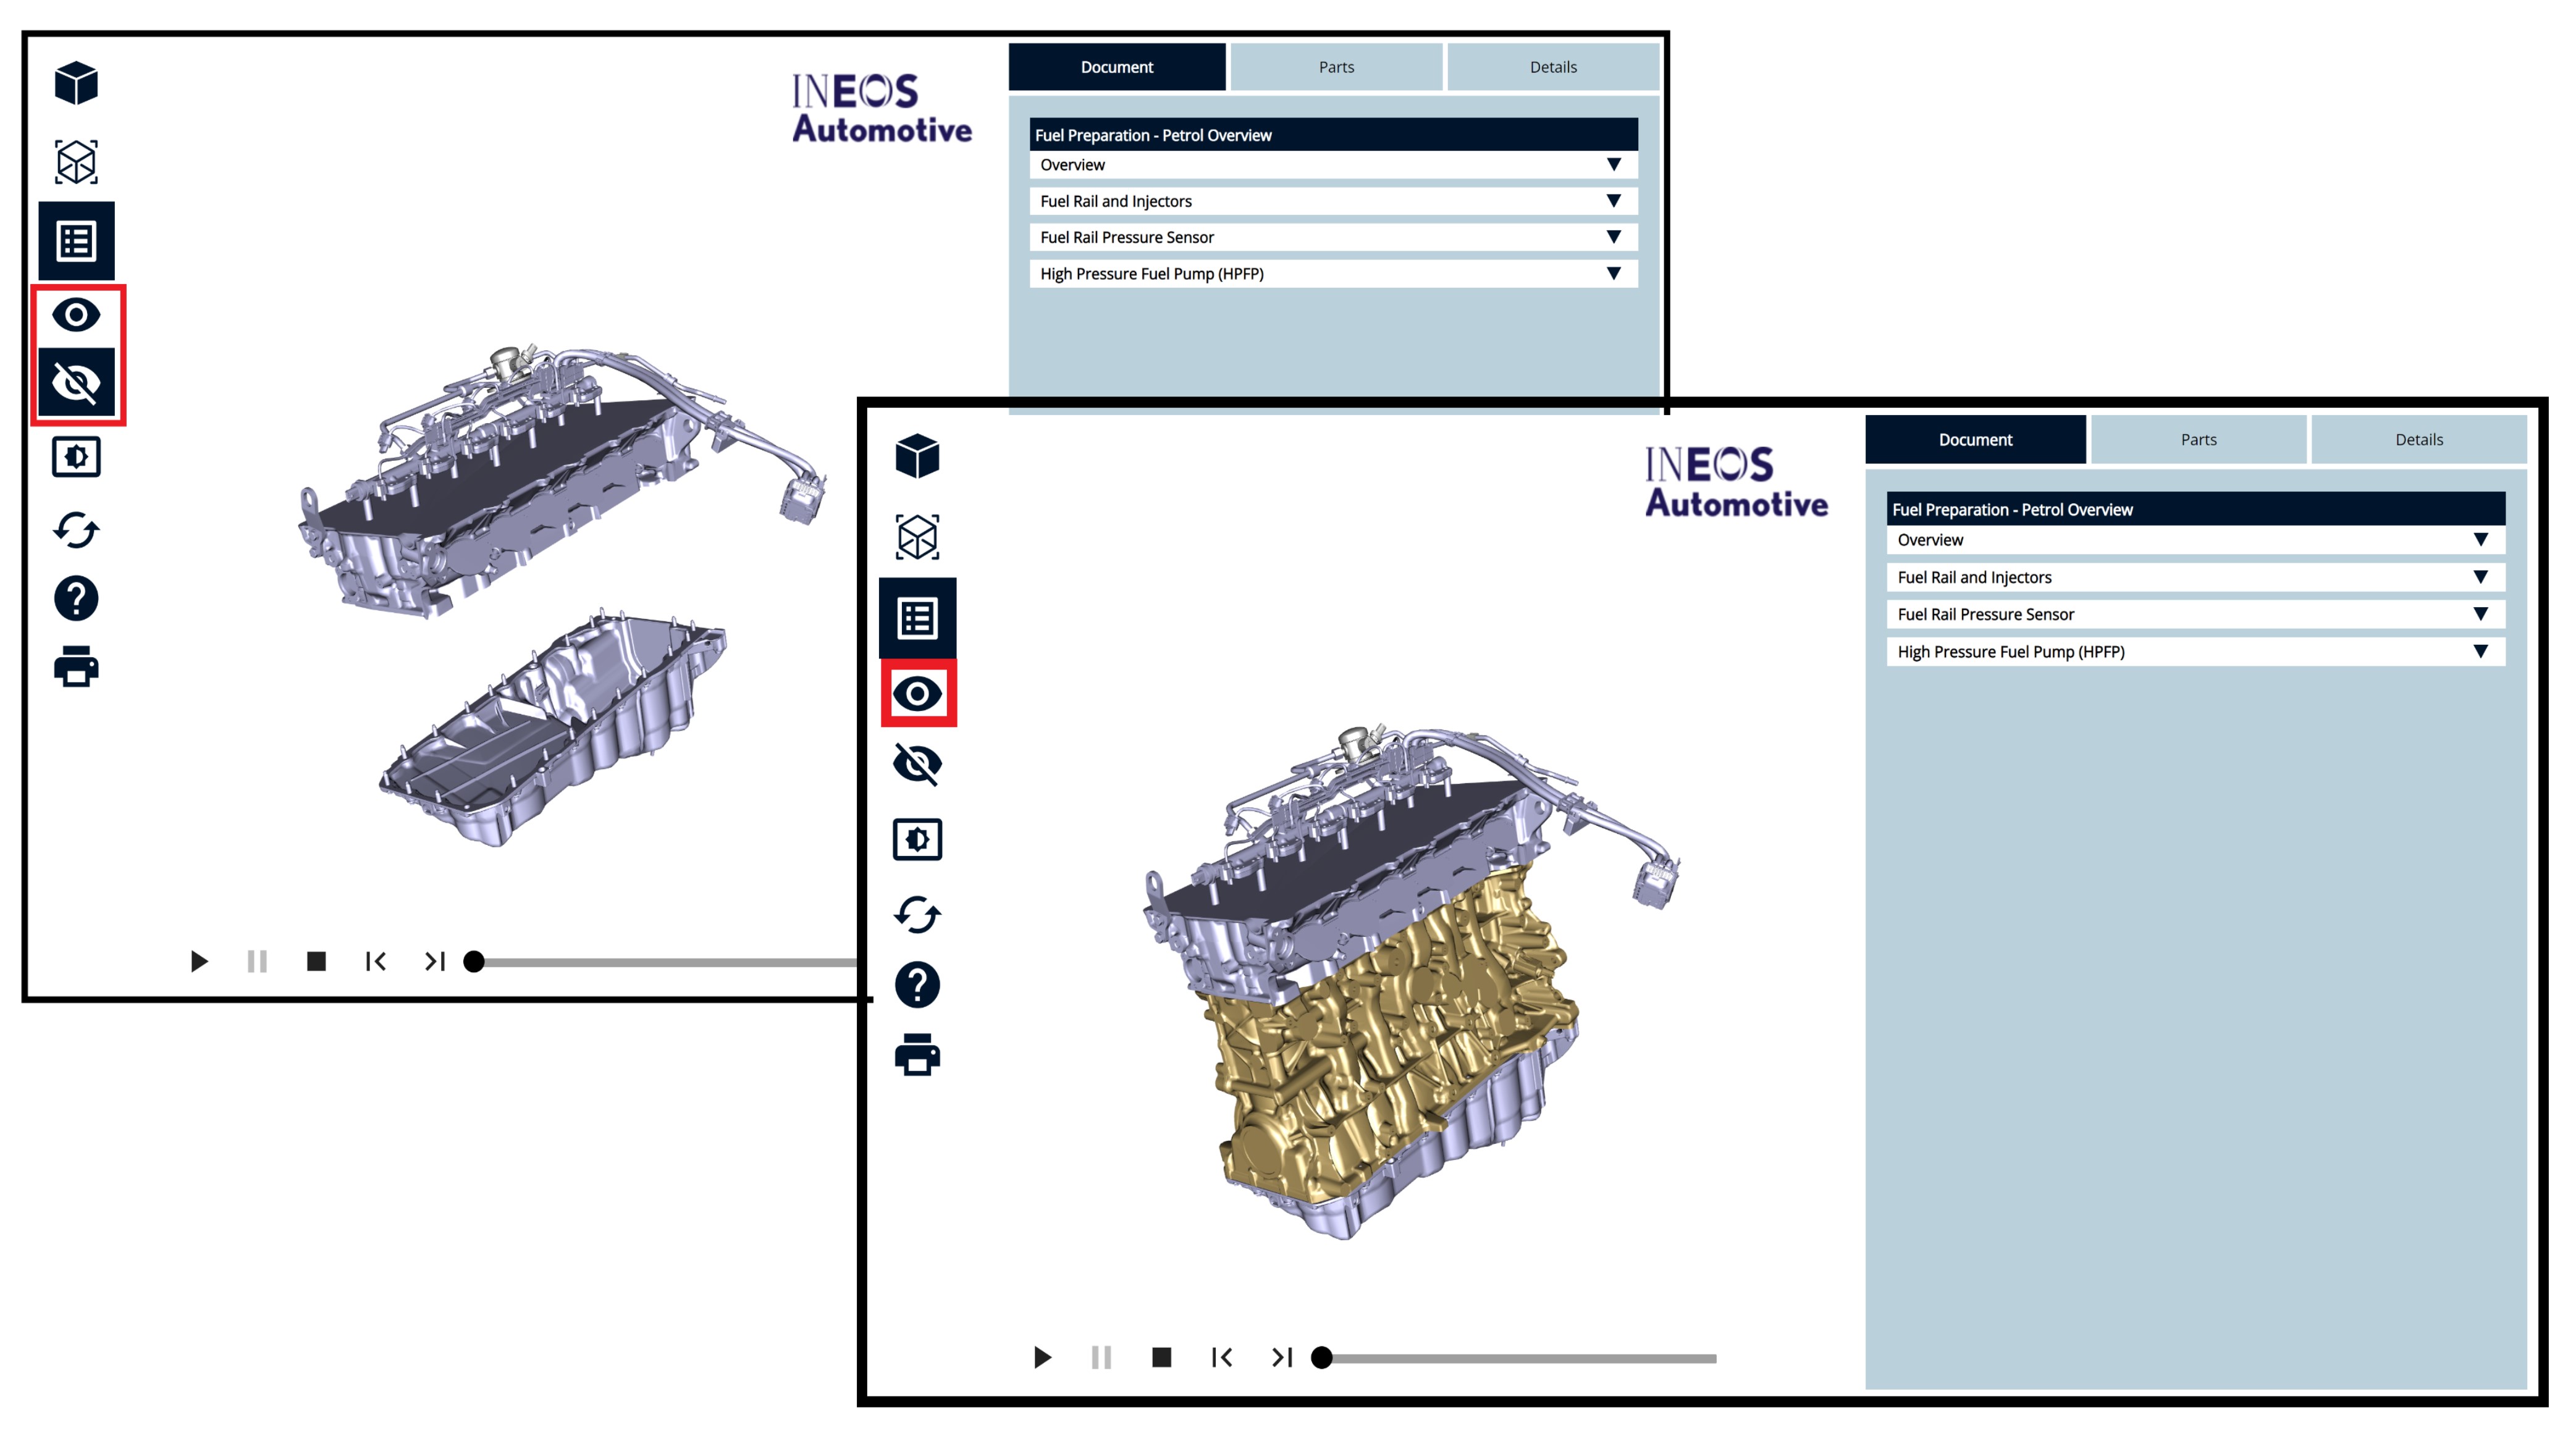 INEOS
Automotive
Document
Parts
Details
Fuel Preparation - Petrol Overview
Overview
Fuel Rail and Injectors
Fuel Rail Pressure Sensor
High Pressure Fuel Pump (HPFP)
INEOS
Automotive
Document
Parts
Details
Fuel Preparation - Petrol Overview
Overview
Fuel Rail and Injectors
Fuel Rail Pressure Sensor
High Pressure Fuel Pump (HPFP)